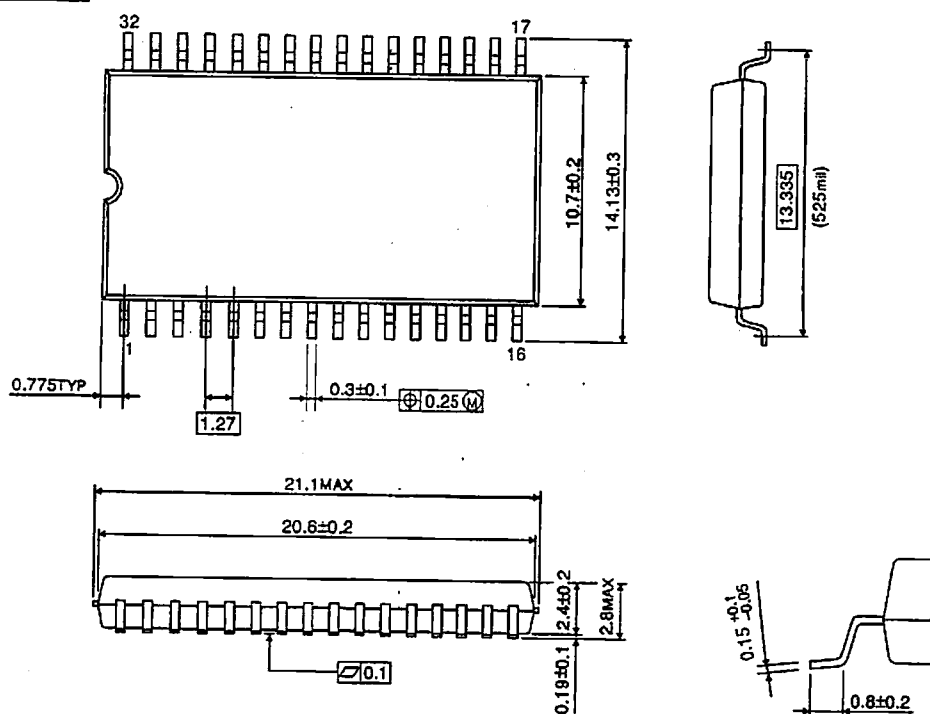 32
17
10.7±0.2
14.13±0.3
13.335
(525mil)
1
16
0.775TYP
1.27
0.3±0.1
⌖ 0.25 Ⓜ
21.1MAX
20.6±0.2
2.4±0.2
2.8MAX
0.19±0.1
⏥ 0.1
0.15 +0.1 -0.05
0.8±0.2